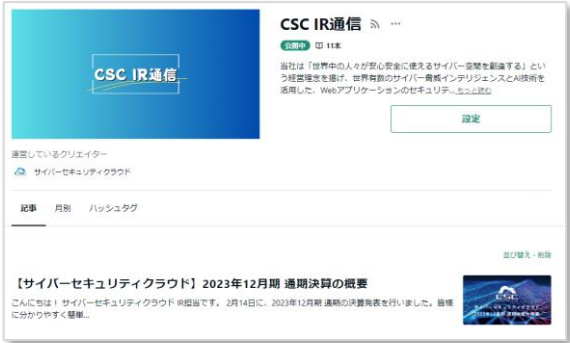 CSC IR通信
CSC IR通信
公開中 11本
当社は「世界中の人々が安心安全に使えるサイバー空間を創造する」とい
う経営理念を掲げ、世界有数のサイバー脅威インテリジェンスとAI技術を
活用した、Webアプリケーションのセキュリテ... もっと読む
設定
運営しているクリエイター
サイバーセキュリティクラウド
記事 月別 ハッシュタグ
並び替え・削除
【サイバーセキュリティクラウド】2023年12月期 通期決算の概要
こんにちは！ サイバーセキュリティクラウド IR担当です。 2月14日に、2023年12月期 通期の決算発表を行いました。皆様
に分かりやすく簡単...
CSC